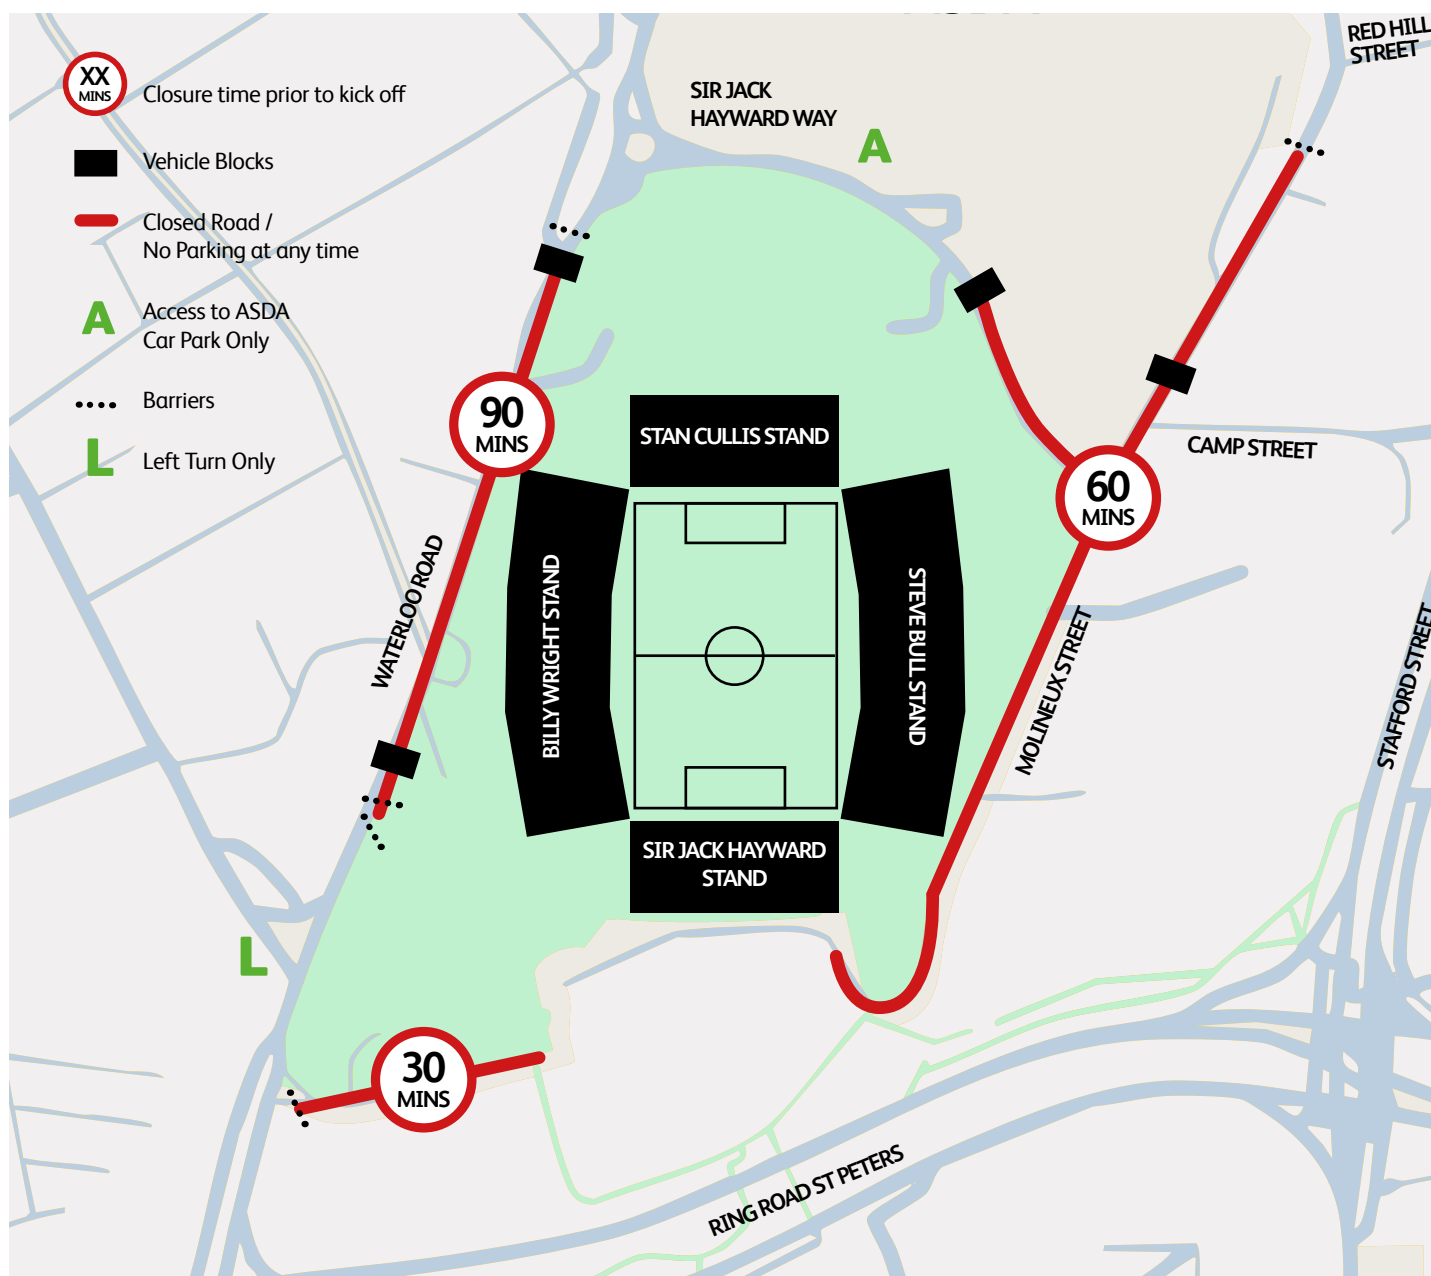 XX
MINS
Closure time prior to kick off
Vehicle Blocks
Closed Road /
No Parking at any time
A
Access to ASDA
Car Park Only
Barriers
L
Left Turn Only
SIR JACK
HAYWARD WAY
A
RED HILL
STREET
90
MINS
STAN CULLIS STAND
CAMP STREET
60
MINS
WATERLOO ROAD
BILLY WRIGHT STAND
STEVE BULL STAND
MOLINEUX STREET
STAFFORD STREET
SIR JACK HAYWARD
STAND
L
30
MINS
RING ROAD ST PETERS